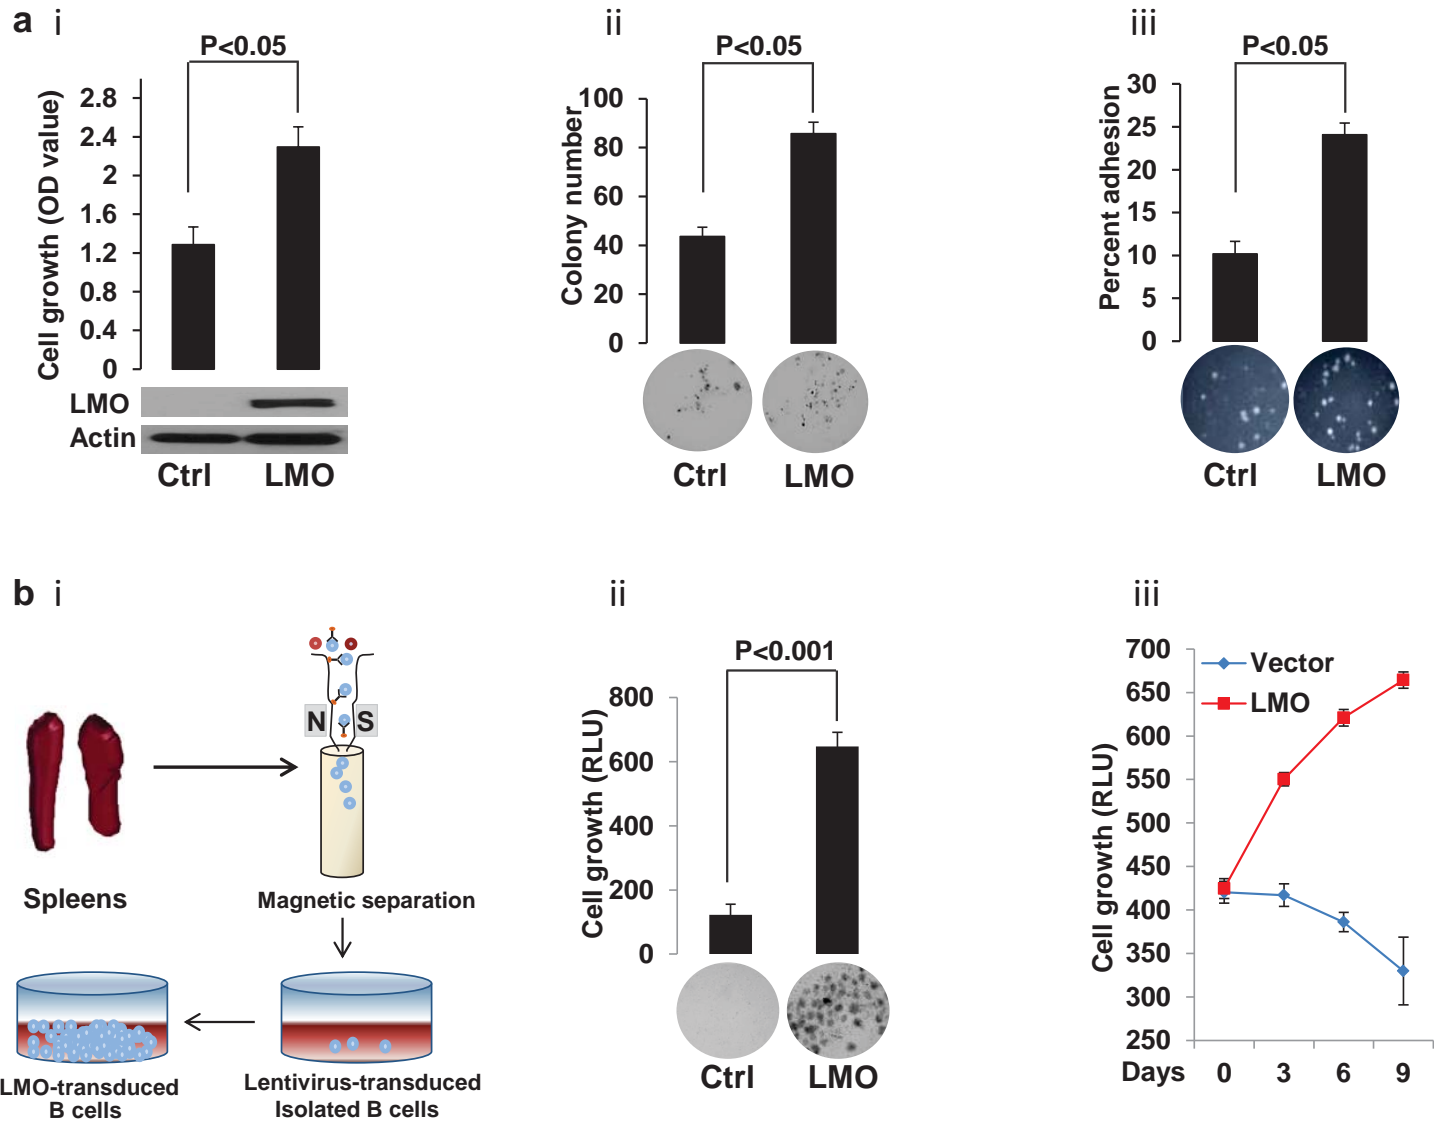 a i
P<0.05
2.8
2.4
2
1.6
1.2
0.8
0.4
0
Cell growth (OD value)
LMO
Actin
Ctrl LMO
ii
P<0.05
100
80
60
40
20
0
Colony number
Ctrl LMO
iii
P<0.05
30
25
20
15
10
5
0
Percent adhesion
Ctrl LMO
b i
N S
Spleens
Magnetic separation
LMO-transduced
B cells
Lentivirus-transduced
Isolated B cells
ii
P<0.001
800
600
400
200
0
Cell growth (RLU)
Ctrl LMO
iii
700
650
600
550
500
450
400
350
300
250
Cell growth (RLU)
Vector
LMO
Days 0 3 6 9